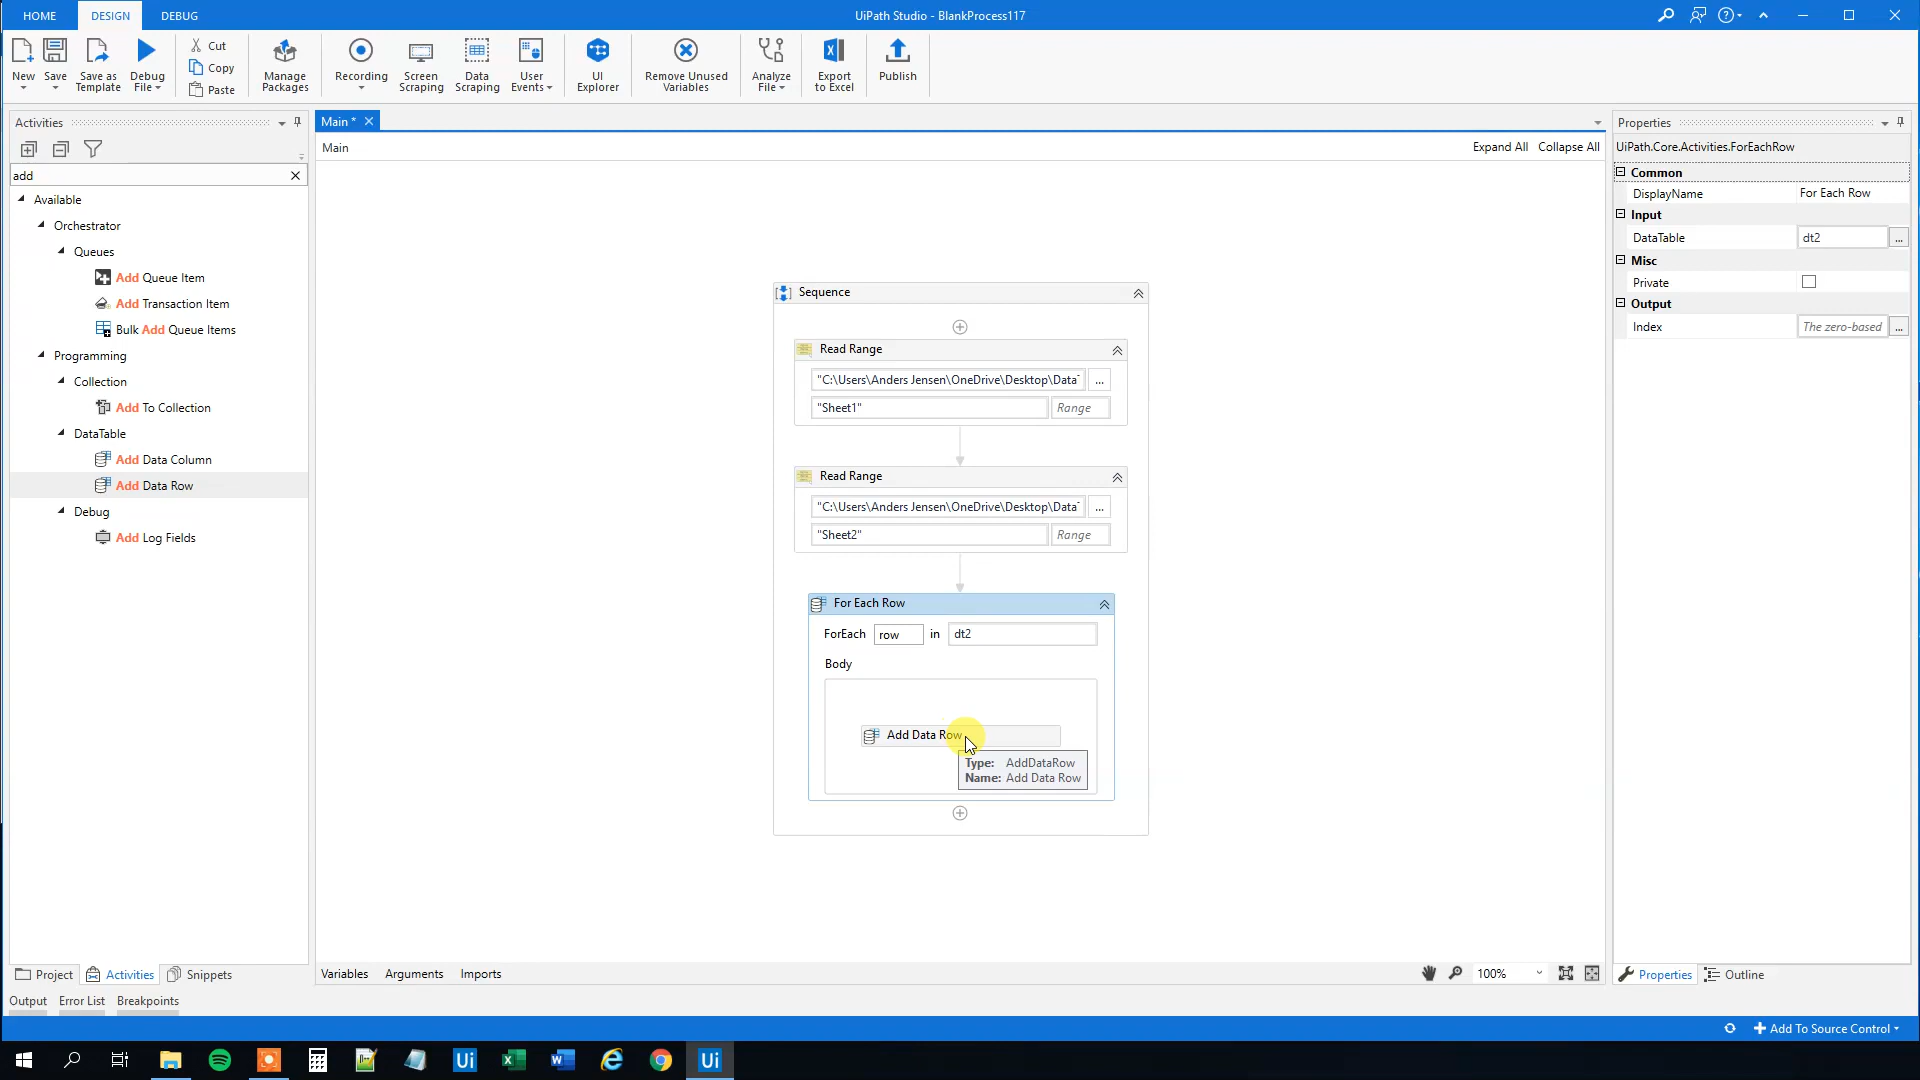 HOME
DESIGN
DEBUG
UiPath Studio - BlankProcess117
New
Save
Save as
Template
Debug
File
Cut
Copy
Paste
Manage
Packages
Recording
Screen
Scraping
Data
Scraping
User
Events
UI
Explorer
Remove Unused
Variables
Analyze
File
Export
to Excel
Publish
Activities
add
Available
Orchestrator
Queues
Add Queue Item
Add Transaction Item
Bulk Add Queue Items
Programming
Collection
Add To Collection
DataTable
Add Data Column
Add Data Row
Debug
Add Log Fields
Project
Activities
Snippets
Main *
Main
Expand All
Collapse All
Sequence
Read Range
"C:\Users\Anders Jensen\OneDrive\Desktop\Data
...
"Sheet1"
Range
Read Range
"C:\Users\Anders Jensen\OneDrive\Desktop\Data
...
"Sheet2"
Range
For Each Row
ForEach
row
in
dt2
Body
Add Data Row
Type: AddDataRow
Name: Add Data Row
Variables
Arguments
Imports
100%
Properties
UiPath.Core.Activities.ForEachRow
Common
DisplayName
For Each Row
Input
DataTable
dt2
...
Misc
Private
Output
Index
The zero-based
...
Properties
Outline
Output
Error List
Breakpoints
Add To Source Control
Ui
Ui